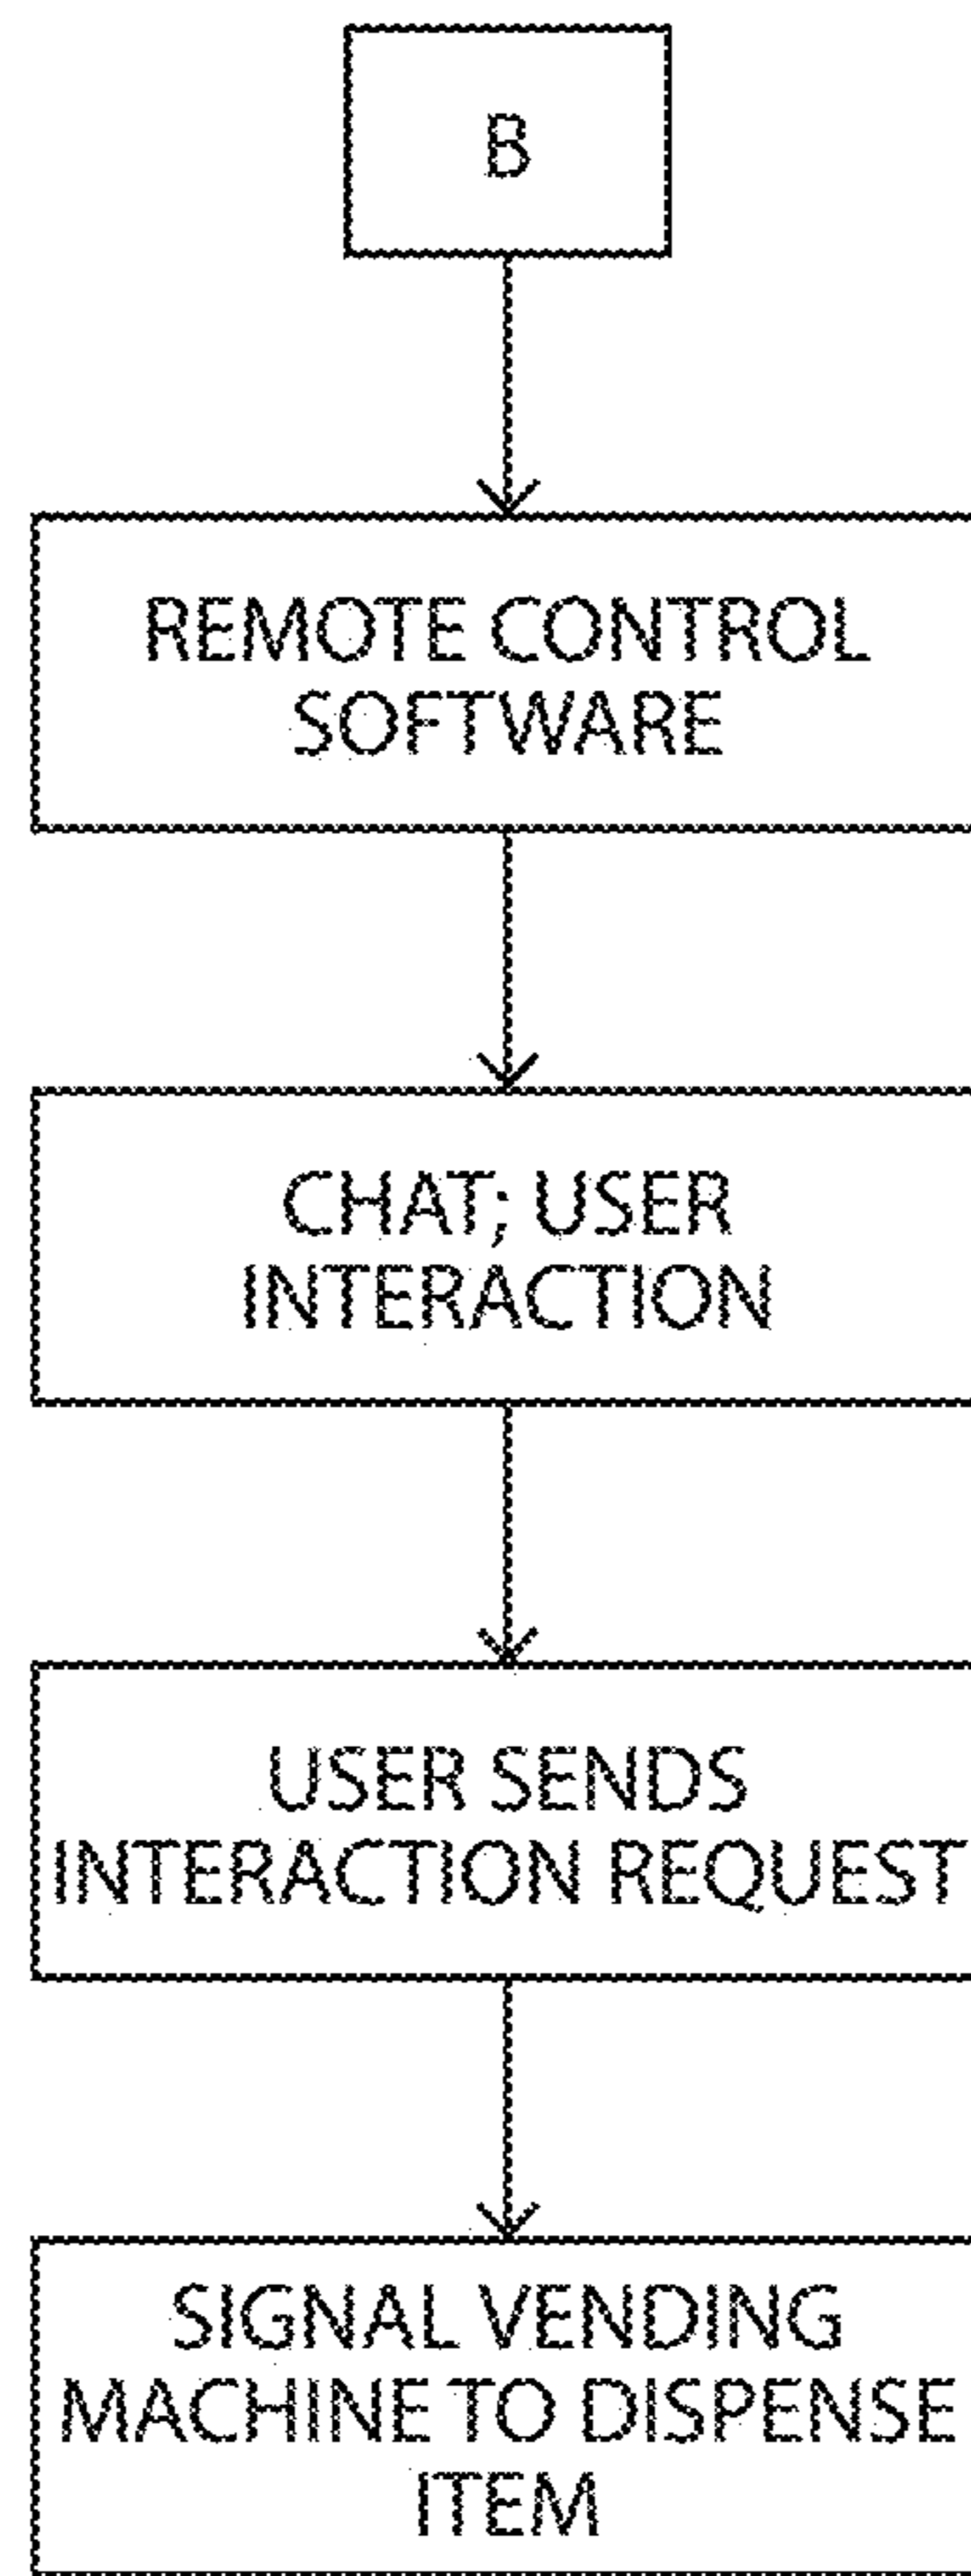 B
REMOTE CONTROL
SOFTWARE
CHAT; USER
INTERACTION
USER SENDS
INTERACTION REQUEST
SIGNAL VENDING
MACHINE TO DISPENSE
ITEM